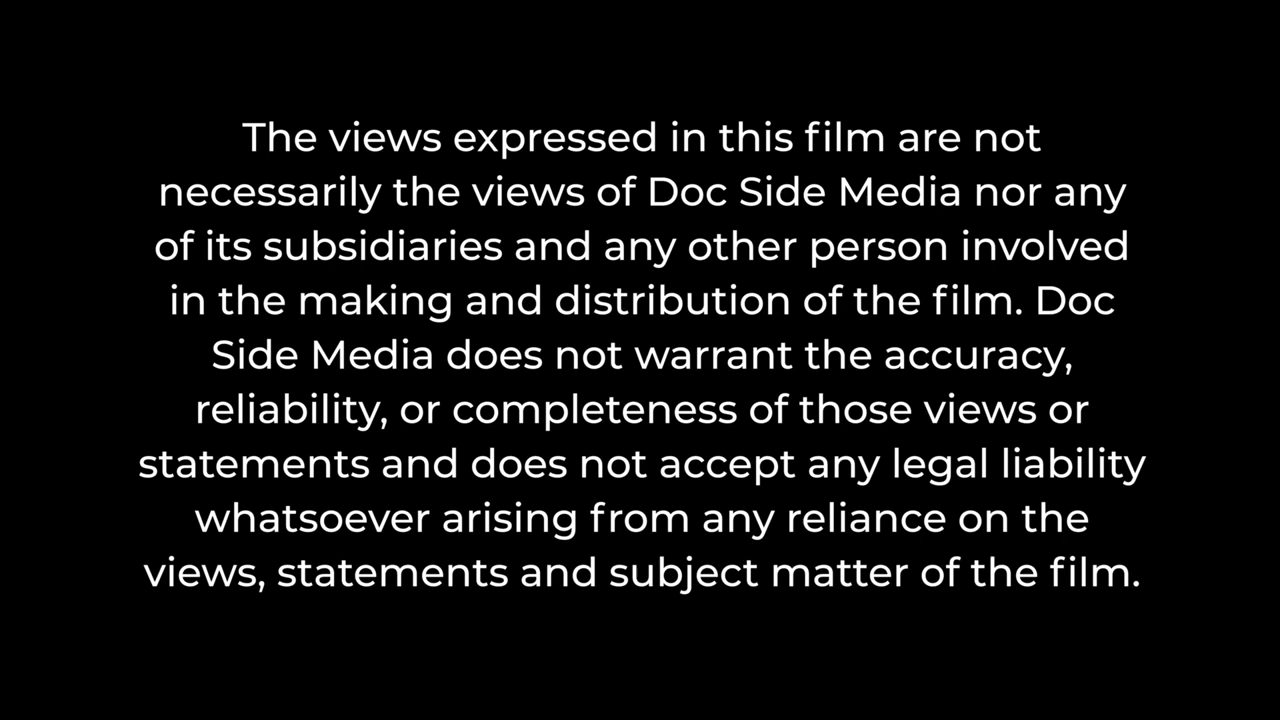 The views expressed in this film are not
necessarily the views of Doc Side Media nor any
of its subsidiaries and any other person involved
in the making and distribution of the film. Doc
Side Media does not warrant the accuracy,
reliability, or completeness of those views or
statements and does not accept any legal liability
whatsoever arising from any reliance on the
views, statements and subject matter of the film.